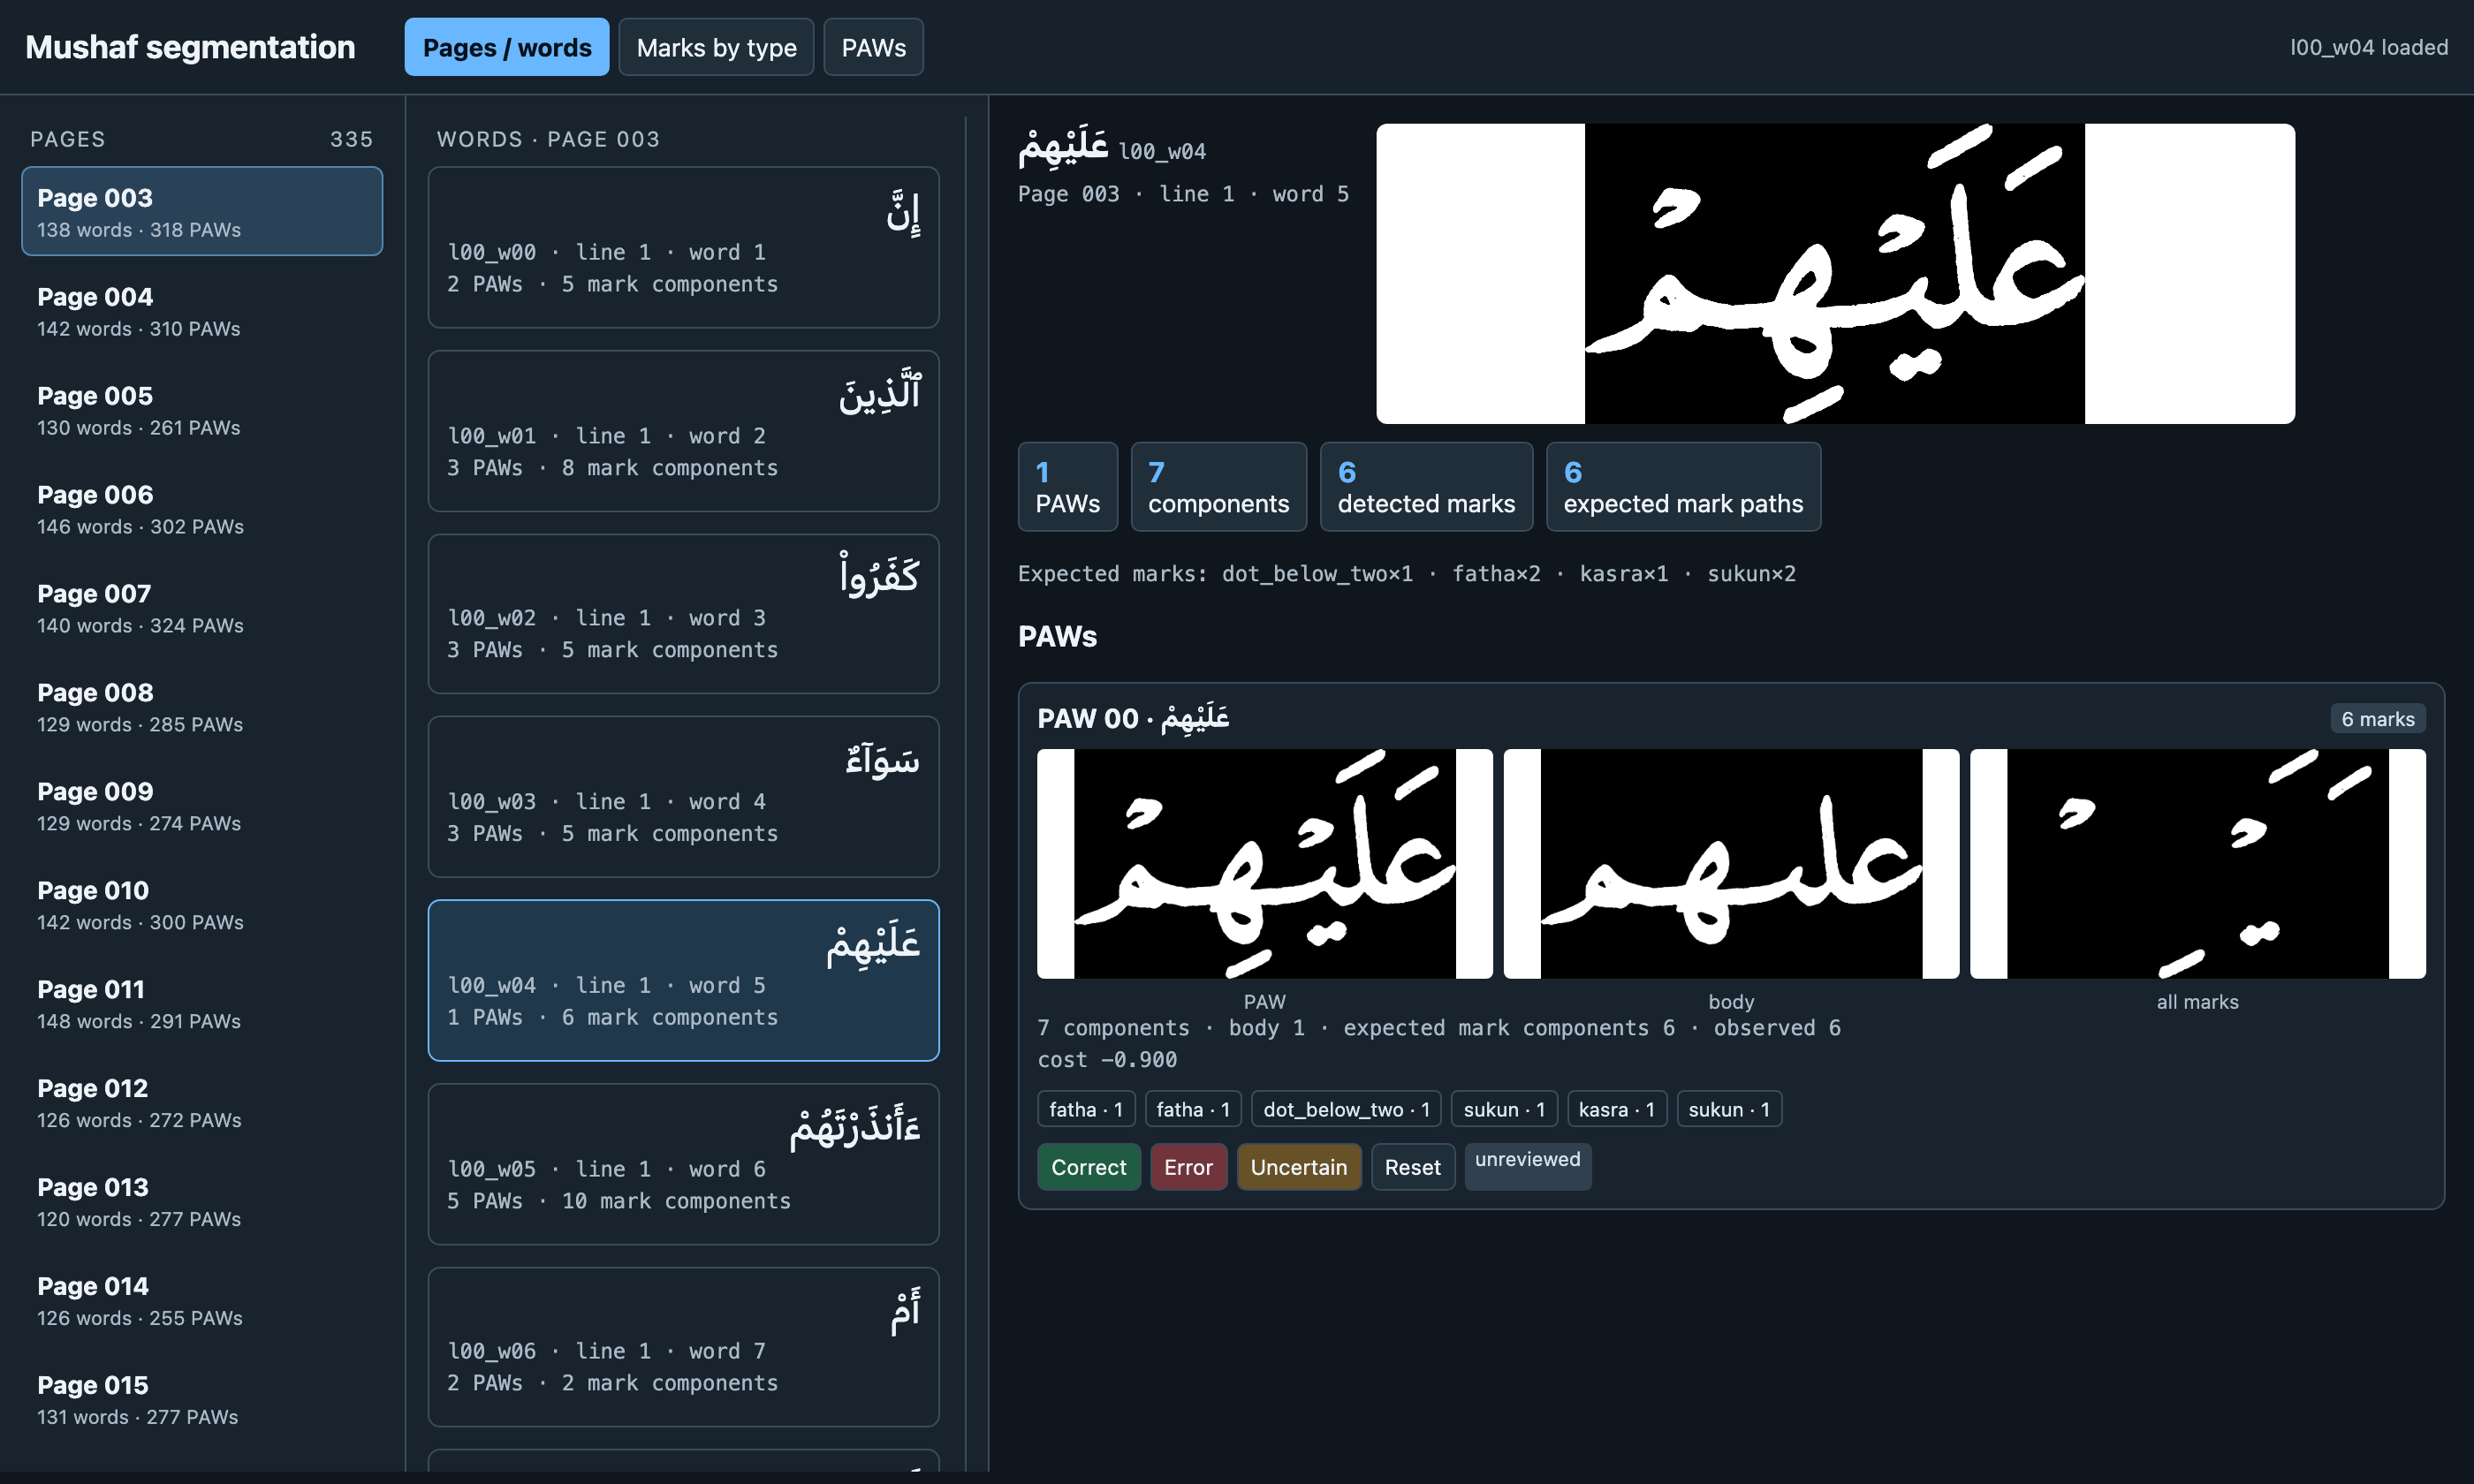 Mushaf segmentation
Pages / words
Marks by type
PAWs
l00_w04 loaded
PAGES 335
Page 003
138 words · 318 PAWs
Page 004
142 words · 310 PAWs
Page 005
130 words · 261 PAWs
Page 006
146 words · 302 PAWs
Page 007
140 words · 324 PAWs
Page 008
129 words · 285 PAWs
Page 009
129 words · 274 PAWs
Page 010
142 words · 300 PAWs
Page 011
148 words · 291 PAWs
Page 012
126 words · 272 PAWs
Page 013
120 words · 277 PAWs
Page 014
126 words · 255 PAWs
Page 015
131 words · 277 PAWs
WORDS · PAGE 003
إِنَّ
l00_w00 · line 1 · word 1
2 PAWs · 5 mark components
ٱلَّذِينَ
l00_w01 · line 1 · word 2
3 PAWs · 8 mark components
كَفَرُوا۟
l00_w02 · line 1 · word 3
3 PAWs · 5 mark components
سَوَآءٌ
l00_w03 · line 1 · word 4
3 PAWs · 5 mark components
عَلَيْهِمْ
l00_w04 · line 1 · word 5
1 PAWs · 6 mark components
ءَأَنذَرْتَهُمْ
l00_w05 · line 1 · word 6
5 PAWs · 10 mark components
أَمْ
l00_w06 · line 1 · word 7
2 PAWs · 2 mark components
عَلَيْهِمْ l00_w04
Page 003 · line 1 · word 5
عَلَيْهِمْ
1
PAWs
7
components
6
detected marks
6
expected mark paths
Expected marks: dot_below_two×1 · fatha×2 · kasra×1 · sukun×2
PAWs
PAW 00 · عَلَيْهِمْ
6 marks
عَلَيْهِمْ
علىهم
PAW
body
all marks
7 components · body 1 · expected mark components 6 · observed 6
cost −0.900
fatha · 1
fatha · 1
dot_below_two · 1
sukun · 1
kasra · 1
sukun · 1
Correct
Error
Uncertain
Reset
unreviewed